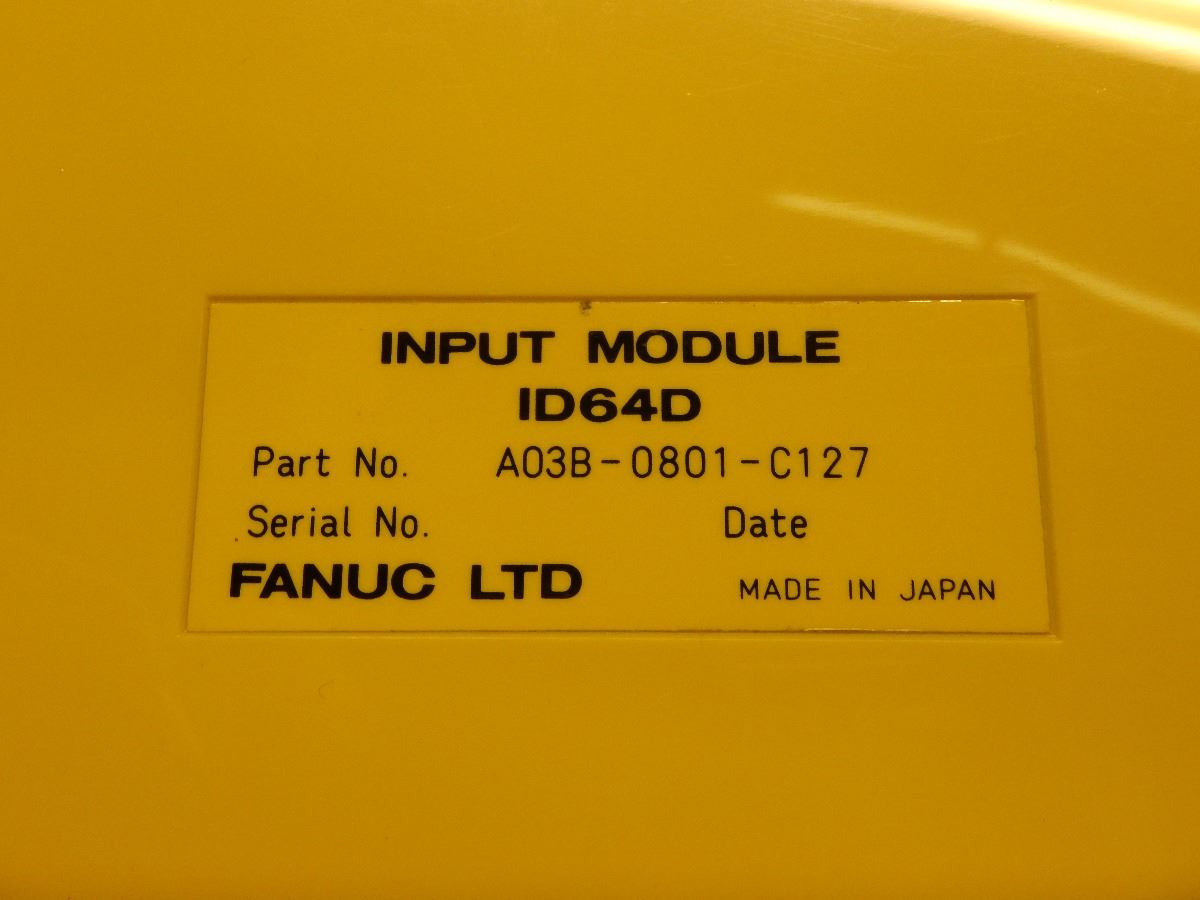 INPUT MODULE
ID64D
Part No. A03B-0801-C127
Serial No. Date
FANUC LTD MADE IN JAPAN